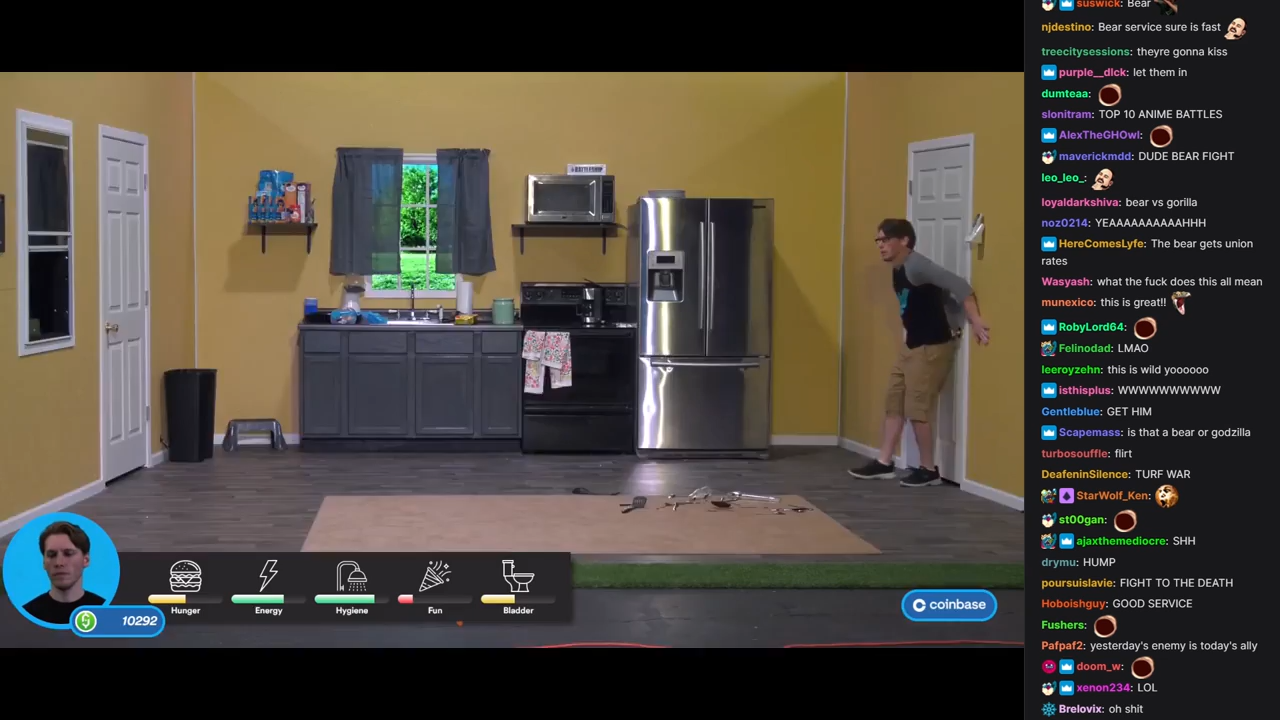 suswick: Bear
njdestino: Bear service sure is fast
treecitysessions: theyre gonna kiss
purple__dlck: let them in
dumteaa:
slonitram: TOP 10 ANIME BATTLES
AlexTheGHOwl:
maverickmdd: DUDE BEAR FIGHT
leo_leo_:
loyaldarkshiva: bear vs gorilla
noz0214: YEAAAAAAAAAHHH
HereComesLyfe: The bear gets union
rates
Wasyash: what the fuck does this all mean
munexico: this is great!!
RobyLord64:
Felinodad: LMAO
leeroyzehn: this is wild yoooooo
isthisplus: WWWWWWWWWW
Gentleblue: GET HIM
Scapemass: is that a bear or godzilla
turbosouffle: flirt
DeafeninSilence: TURF WAR
StarWolf_Ken:
st00gan:
ajaxthemediocre: SHH
drymu: HUMP
poursuislavie: FIGHT TO THE DEATH
Hoboishguy: GOOD SERVICE
Fushers:
Pafpaf2: yesterday's enemy is today's ally
doom_w:
xenon234: LOL
Brelovix: oh shit
BATTLESHIP
Hunger Energy Hygiene Fun Bladder
10292
coinbase